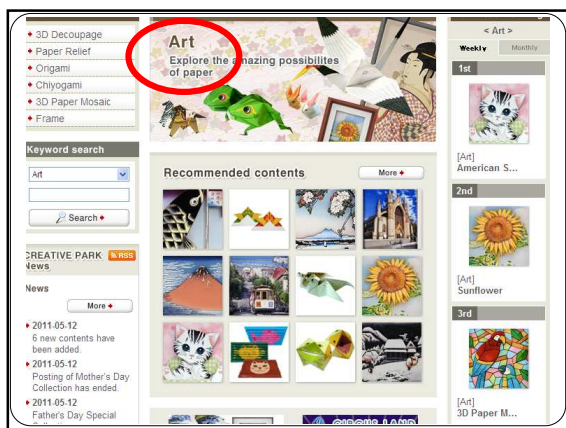 3D Decoupage
Paper Relief
Origami
Chiyogami
3D Paper Mosaic
Frame
Keyword search
Art
Search
CREATIVE PARK
News
RSS
News
More
2011-05-12
6 new contents have
been added.
2011-05-12
Posting of Mother's Day
Collection has ended.
2011-05-12
Father's Day Special
Art
Explore the amazing possibilites
of paper
Recommended contents
More
< Art >
Weekly
Monthly
1st
[Art]
American S...
2nd
[Art]
Sunflower
3rd
[Art]
3D Paper M...